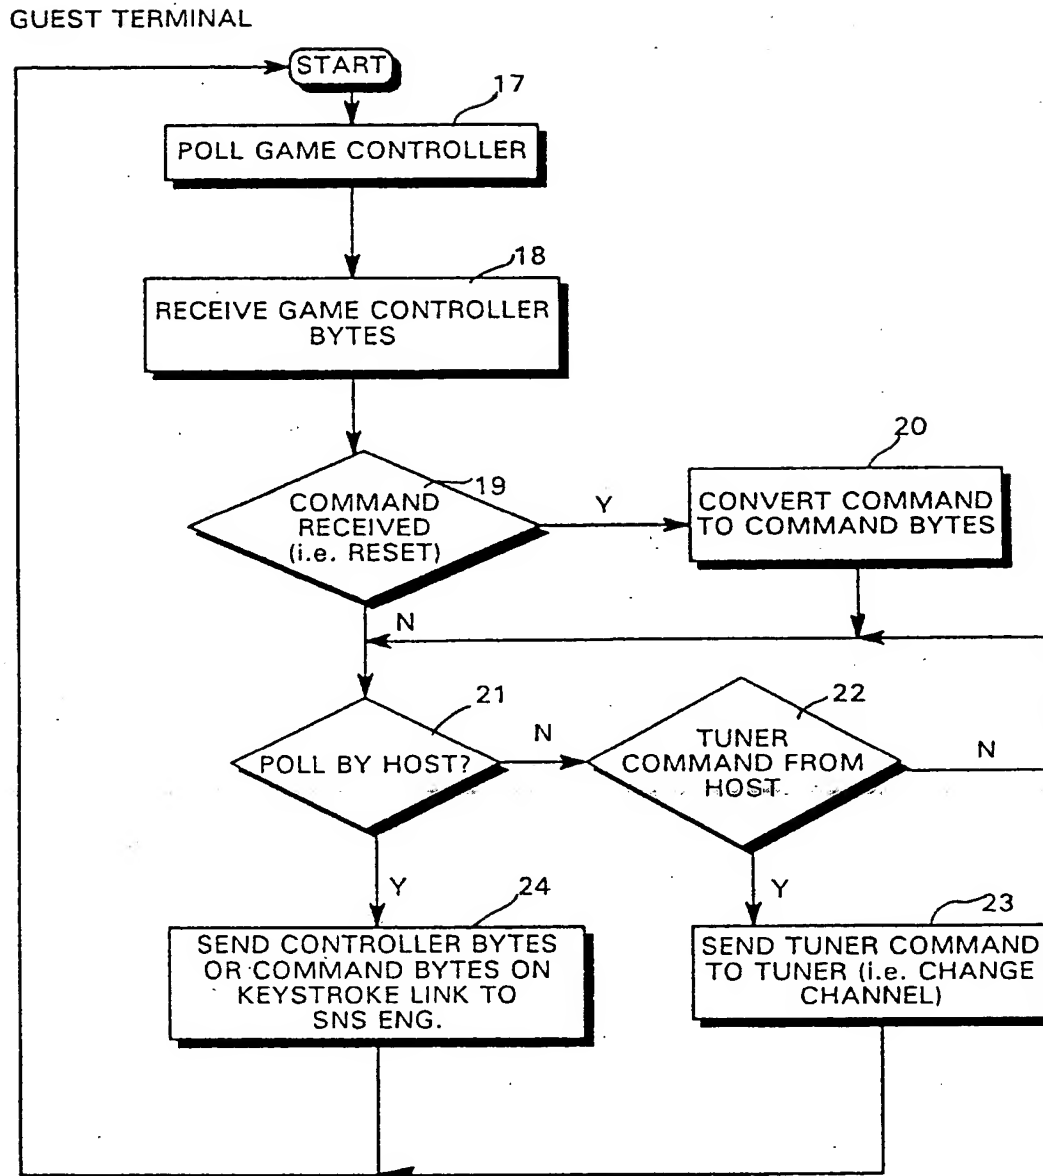 GUEST TERMINAL
START
17
POLL GAME CONTROLLER
18
RECEIVE GAME CONTROLLER
BYTES
19
COMMAND
RECEIVED
(i.e. RESET)
Y
20
CONVERT COMMAND
TO COMMAND BYTES
N
21
POLL BY HOST?
N
22
TUNER
COMMAND FROM
HOST
N
Y
24
SEND CONTROLLER BYTES
OR COMMAND BYTES ON
KEYSTROKE LINK TO
SNS ENG.
Y
23
SEND TUNER COMMAND
TO TUNER (i.e. CHANGE
CHANNEL)